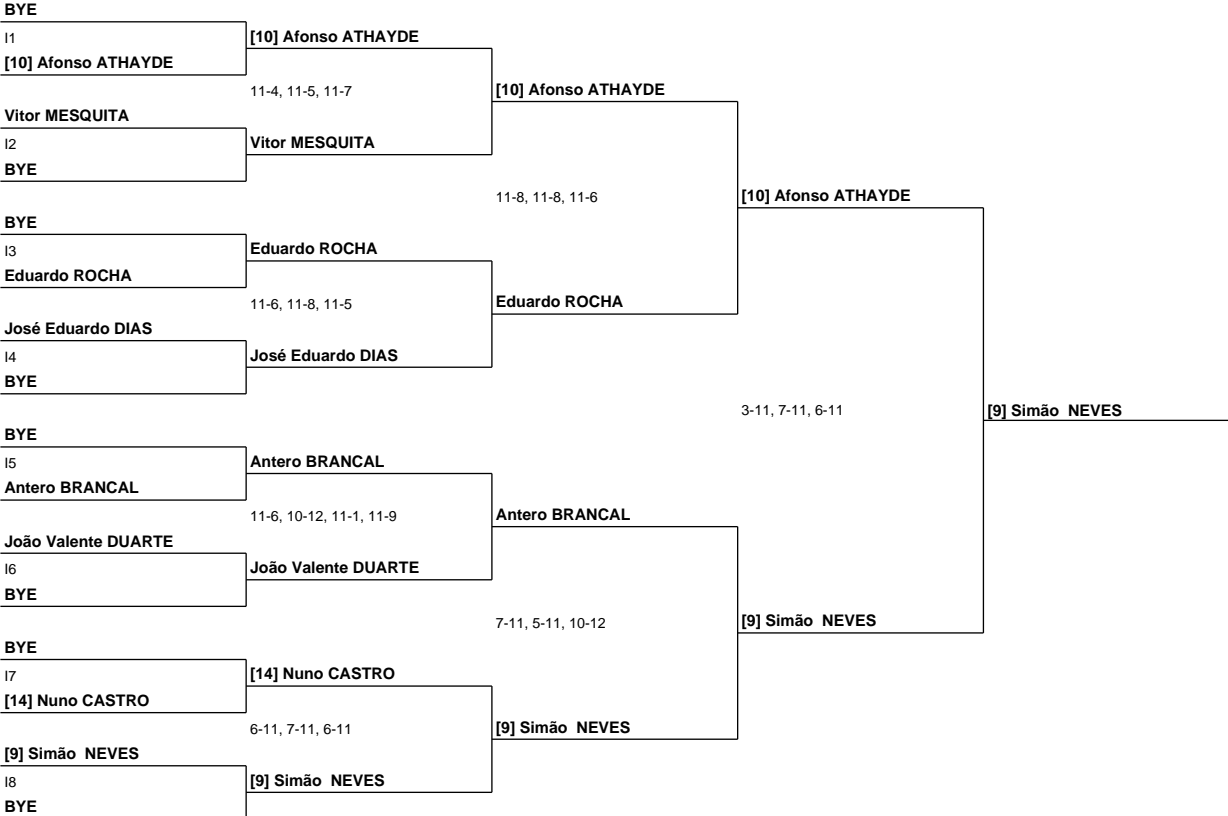 BYE
I1
[10] Afonso ATHAYDE
[10] Afonso ATHAYDE
11-4, 11-5, 11-7
[10] Afonso ATHAYDE
Vitor MESQUITA
I2
Vitor MESQUITA
BYE
11-8, 11-8, 11-6
[10] Afonso ATHAYDE
BYE
I3
Eduardo ROCHA
Eduardo ROCHA
11-6, 11-8, 11-5
Eduardo ROCHA
José Eduardo DIAS
I4
José Eduardo DIAS
BYE
3-11, 7-11, 6-11
[9] Simão  NEVES
BYE
I5
Antero BRANCAL
Antero BRANCAL
11-6, 10-12, 11-1, 11-9
Antero BRANCAL
João Valente DUARTE
I6
João Valente DUARTE
BYE
7-11, 5-11, 10-12
[9] Simão  NEVES
BYE
I7
[14] Nuno CASTRO
[14] Nuno CASTRO
6-11, 7-11, 6-11
[9] Simão  NEVES
[9] Simão  NEVES
I8
[9] Simão  NEVES
BYE